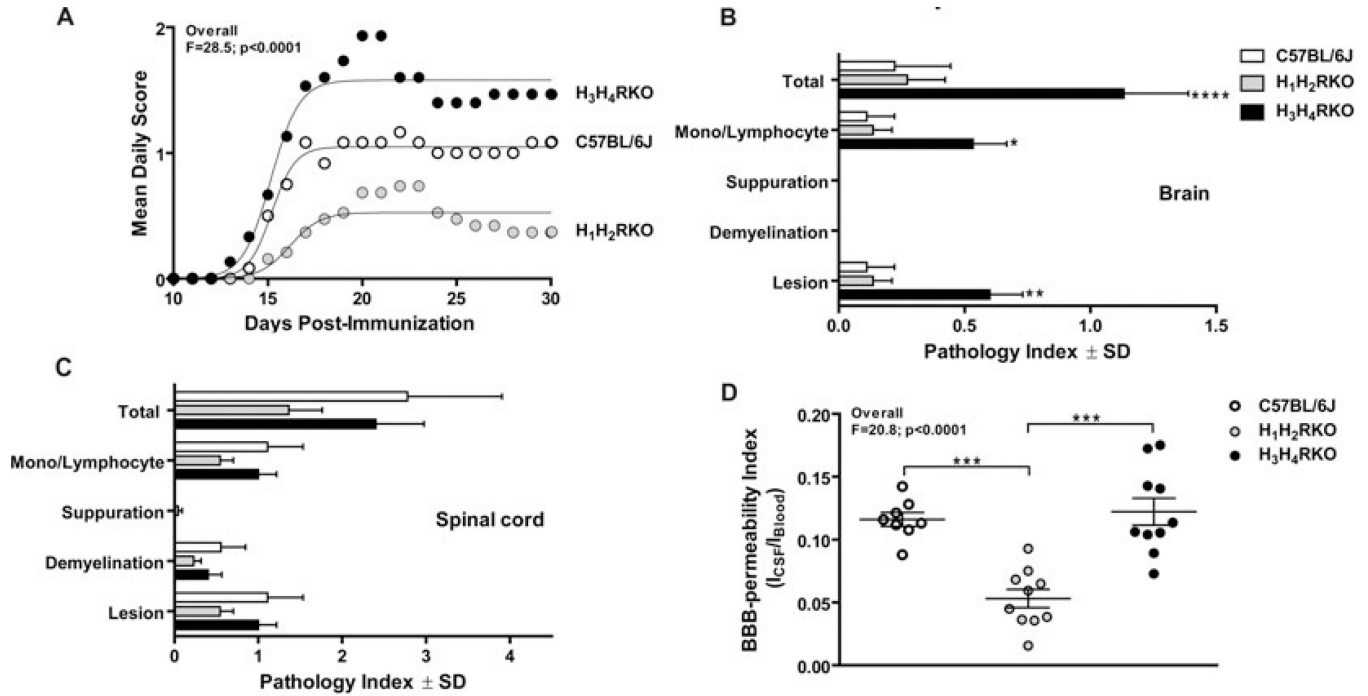 A
Overall
F=28.5; p<0.0001
Mean Daily Score
2
1
0
10 15 20 25 30
Days Post-Immunization
H₃H₄RKO
C57BL/6J
H₁H₂RKO
B
Total
Mono/Lymphocyte
Suppuration
Demyelination
Lesion
****
*
**
Brain
0.0 0.5 1.0 1.5
Pathology Index ± SD
C57BL/6J
H₁H₂RKO
H₃H₄RKO
C
Total
Mono/Lymphocyte
Suppuration
Demyelination
Lesion
Spinal cord
0 1 2 3 4
Pathology Index ± SD
D
Overall
F=20.8; p<0.0001
BBB-permeability Index
(I_CSF/I_Blood)
0.20
0.15
0.10
0.05
0.00
***
***
C57BL/6J
H₁H₂RKO
H₃H₄RKO